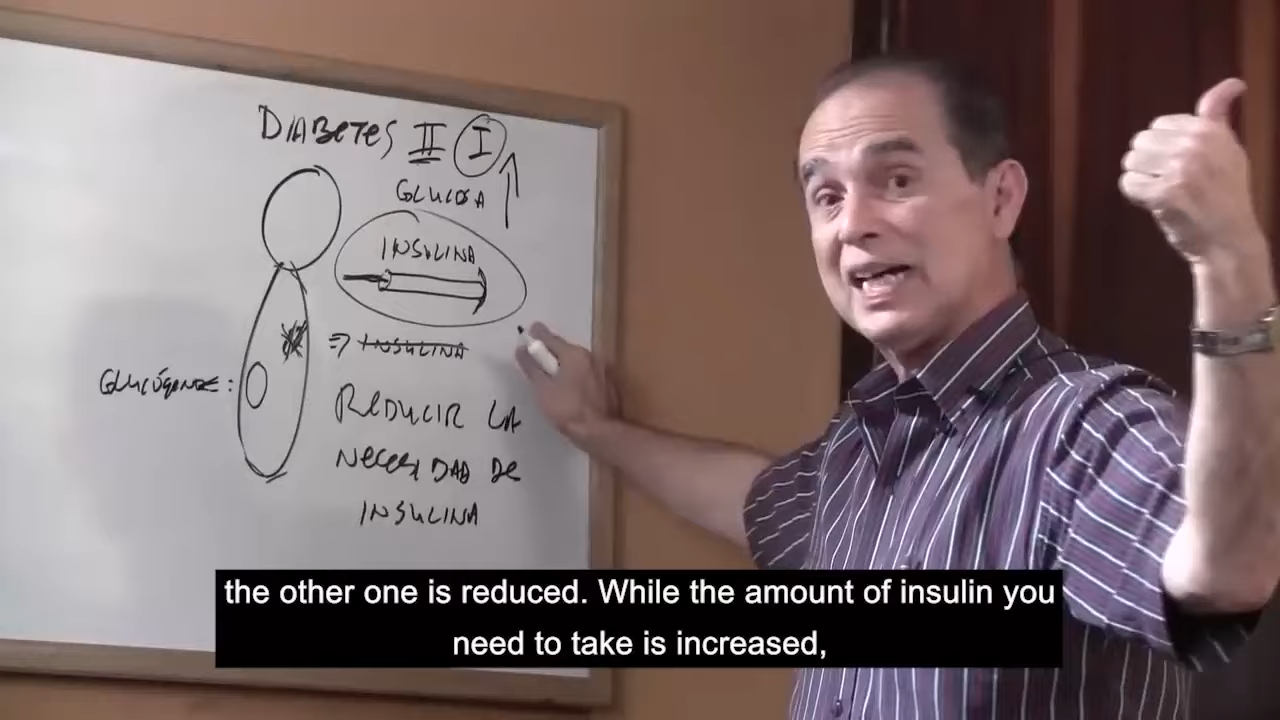 DIABETES II I
GLUCOSA
INSULINA
⇒ INSULINA
GLUCÓGENO:
REDUCIR LA
NECESIDAD DE
INSULINA
the other one is reduced. While the amount of insulin you
need to take is increased,